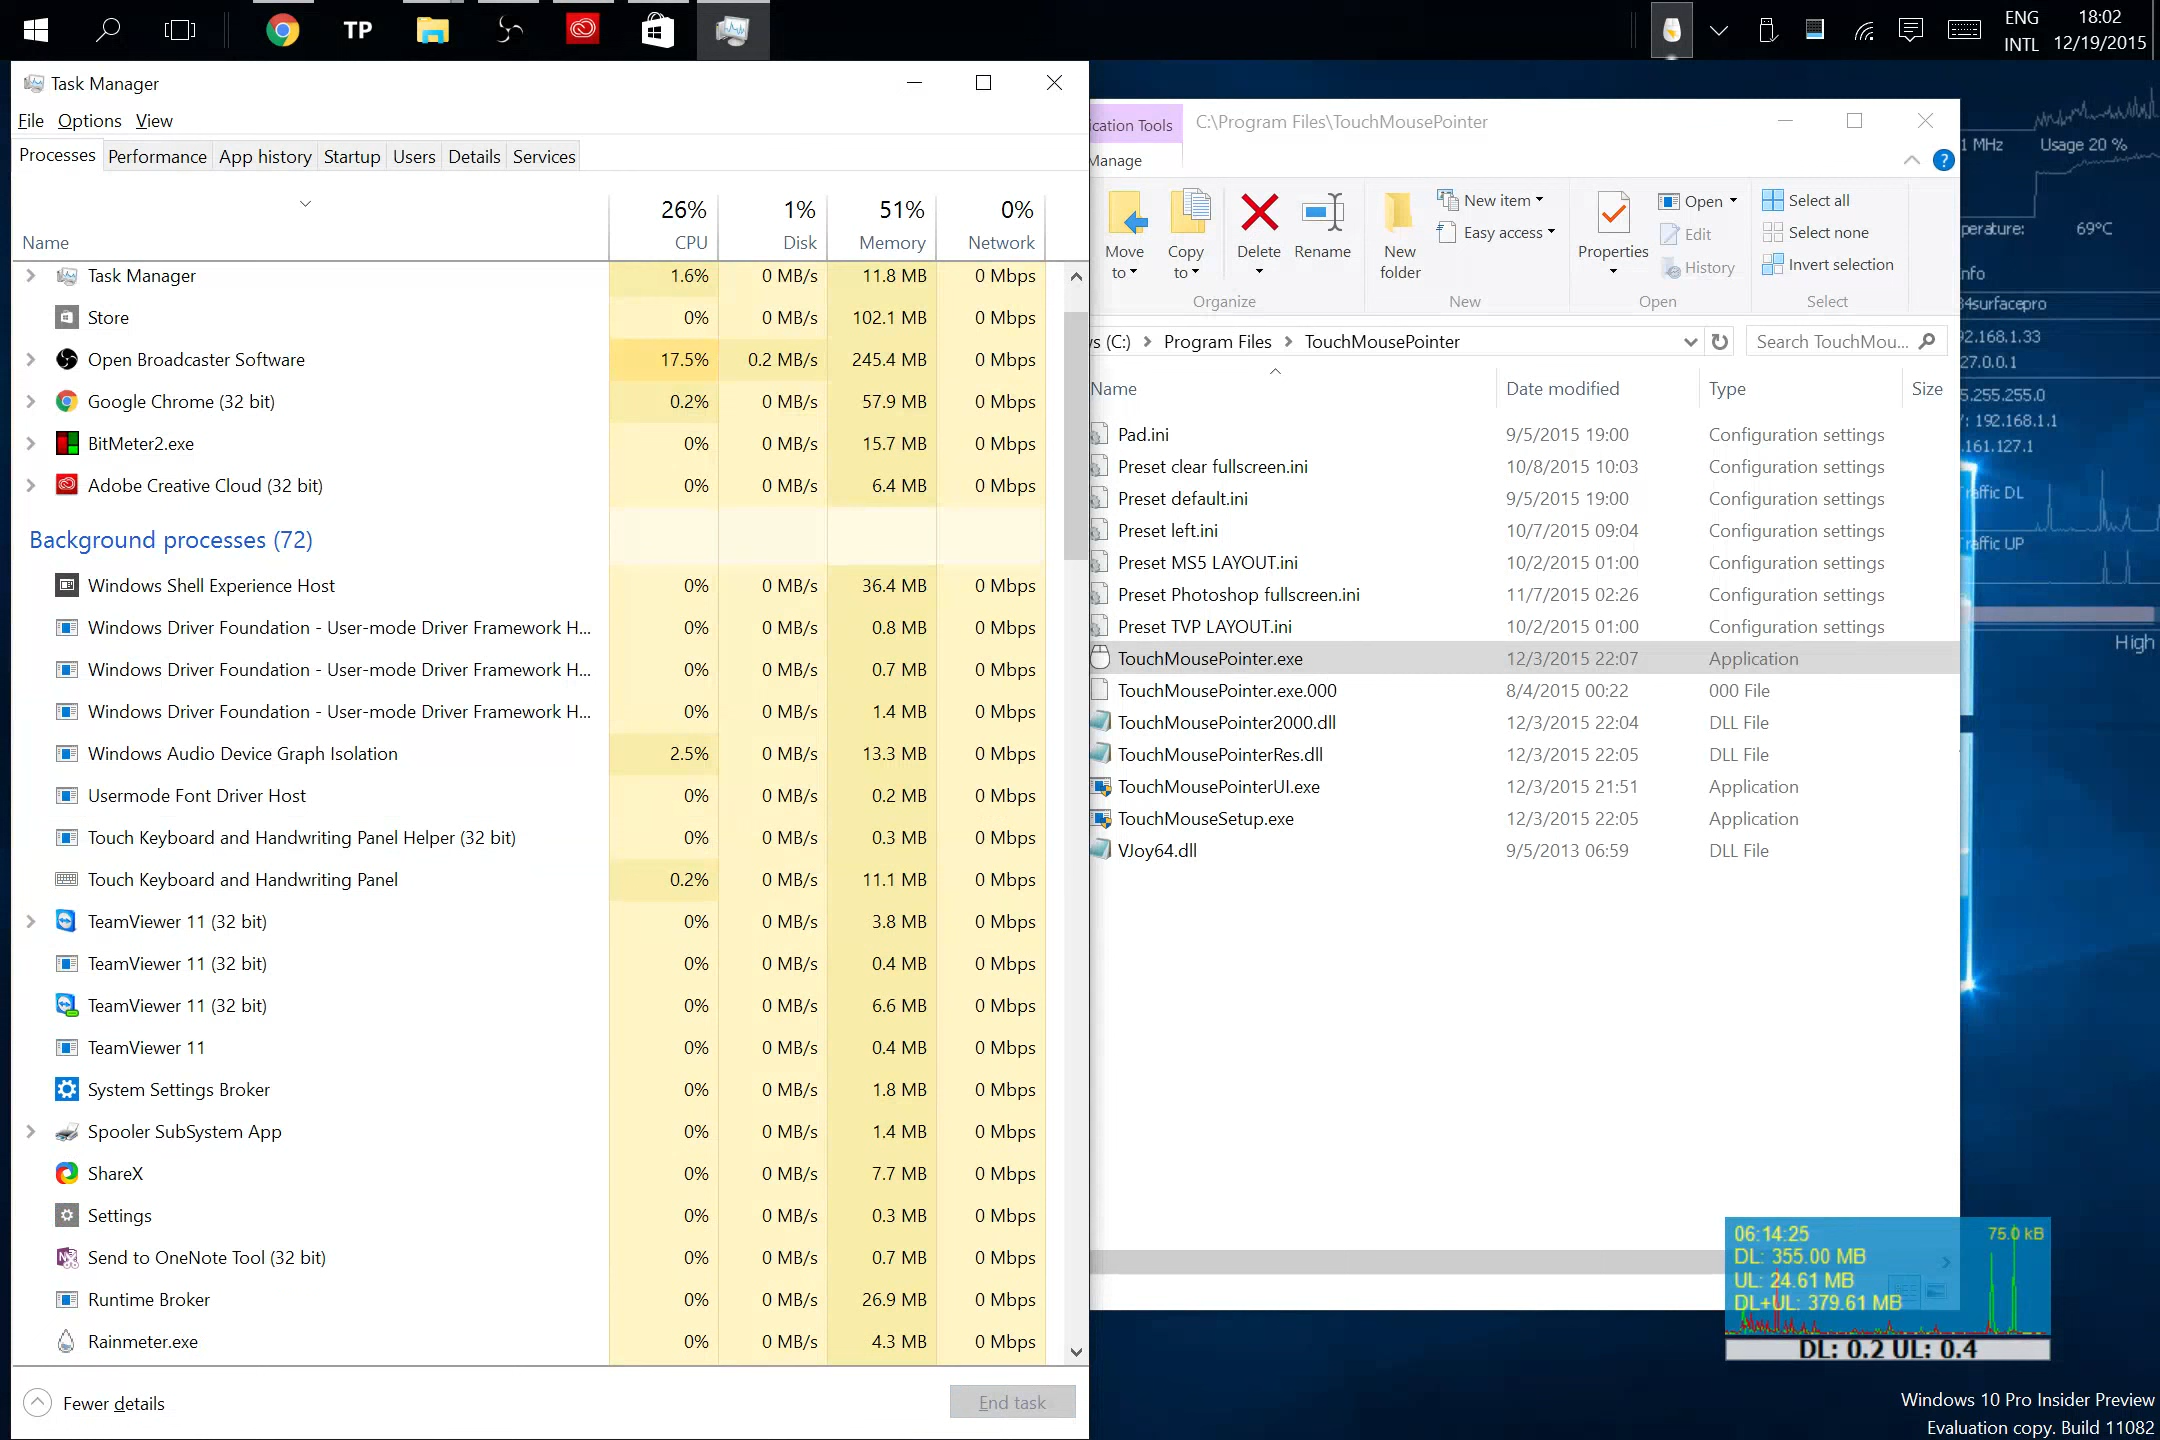 TP
ENG
INTL
18:02
12/19/2015
Task Manager
File Options View
Processes Performance App history Startup Users Details Services
26% 1% 51% 0%
Name CPU Disk Memory Network
Task Manager 1.6% 0 MB/s 11.8 MB 0 Mbps
Store 0% 0 MB/s 102.1 MB 0 Mbps
Open Broadcaster Software 17.5% 0.2 MB/s 245.4 MB 0 Mbps
Google Chrome (32 bit) 0.2% 0 MB/s 57.9 MB 0 Mbps
BitMeter2.exe 0% 0 MB/s 15.7 MB 0 Mbps
Adobe Creative Cloud (32 bit) 0% 0 MB/s 6.4 MB 0 Mbps
Background processes (72)
Windows Shell Experience Host 0% 0 MB/s 36.4 MB 0 Mbps
Windows Driver Foundation - User-mode Driver Framework H... 0% 0 MB/s 0.8 MB 0 Mbps
Windows Driver Foundation - User-mode Driver Framework H... 0% 0 MB/s 0.7 MB 0 Mbps
Windows Driver Foundation - User-mode Driver Framework H... 0% 0 MB/s 1.4 MB 0 Mbps
Windows Audio Device Graph Isolation 2.5% 0 MB/s 13.3 MB 0 Mbps
Usermode Font Driver Host 0% 0 MB/s 0.2 MB 0 Mbps
Touch Keyboard and Handwriting Panel Helper (32 bit) 0% 0 MB/s 0.3 MB 0 Mbps
Touch Keyboard and Handwriting Panel 0.2% 0 MB/s 11.1 MB 0 Mbps
TeamViewer 11 (32 bit) 0% 0 MB/s 3.8 MB 0 Mbps
TeamViewer 11 (32 bit) 0% 0 MB/s 0.4 MB 0 Mbps
TeamViewer 11 (32 bit) 0% 0 MB/s 6.6 MB 0 Mbps
TeamViewer 11 0% 0 MB/s 0.4 MB 0 Mbps
System Settings Broker 0% 0 MB/s 1.8 MB 0 Mbps
Spooler SubSystem App 0% 0 MB/s 1.4 MB 0 Mbps
ShareX 0% 0 MB/s 7.7 MB 0 Mbps
Settings 0% 0 MB/s 0.3 MB 0 Mbps
Send to OneNote Tool (32 bit) 0% 0 MB/s 0.7 MB 0 Mbps
Runtime Broker 0% 0 MB/s 26.9 MB 0 Mbps
Rainmeter.exe 0% 0 MB/s 4.3 MB 0 Mbps
Fewer details End task
ication Tools C:\Program Files\TouchMousePointer
Manage
Move to Copy to Delete Rename New folder New item Easy access Properties Open Edit History Select all Select none Invert selection
Organize New Open Select
s (C:) Program Files TouchMousePointer Search TouchMou...
Name Date modified Type Size
Pad.ini 9/5/2015 19:00 Configuration settings
Preset clear fullscreen.ini 10/8/2015 10:03 Configuration settings
Preset default.ini 9/5/2015 19:00 Configuration settings
Preset left.ini 10/7/2015 09:04 Configuration settings
Preset MS5 LAYOUT.ini 10/2/2015 01:00 Configuration settings
Preset Photoshop fullscreen.ini 11/7/2015 02:26 Configuration settings
Preset TVP LAYOUT.ini 10/2/2015 01:00 Configuration settings
TouchMousePointer.exe 12/3/2015 22:07 Application
TouchMousePointer.exe.000 8/4/2015 00:22 000 File
TouchMousePointer2000.dll 12/3/2015 22:04 DLL File
TouchMousePointerRes.dll 12/3/2015 22:05 DLL File
TouchMousePointerUI.exe 12/3/2015 21:51 Application
TouchMouseSetup.exe 12/3/2015 22:05 Application
VJoy64.dll 9/5/2013 06:59 DLL File
1 MHz Usage 20 %
perature: 69°C
nfo
4surfacepro
92.168.1.33
27.0.0.1
5.255.255.0
: 192.168.1.1
.161.127.1
raffic DL
raffic UP
High
06:14:25 75.0 kB
DL: 355.00 MB
UL: 24.61 MB
DL+UL: 379.61 MB
DL: 0.2 UL: 0.4
Windows 10 Pro Insider Preview
Evaluation copy. Build 11082